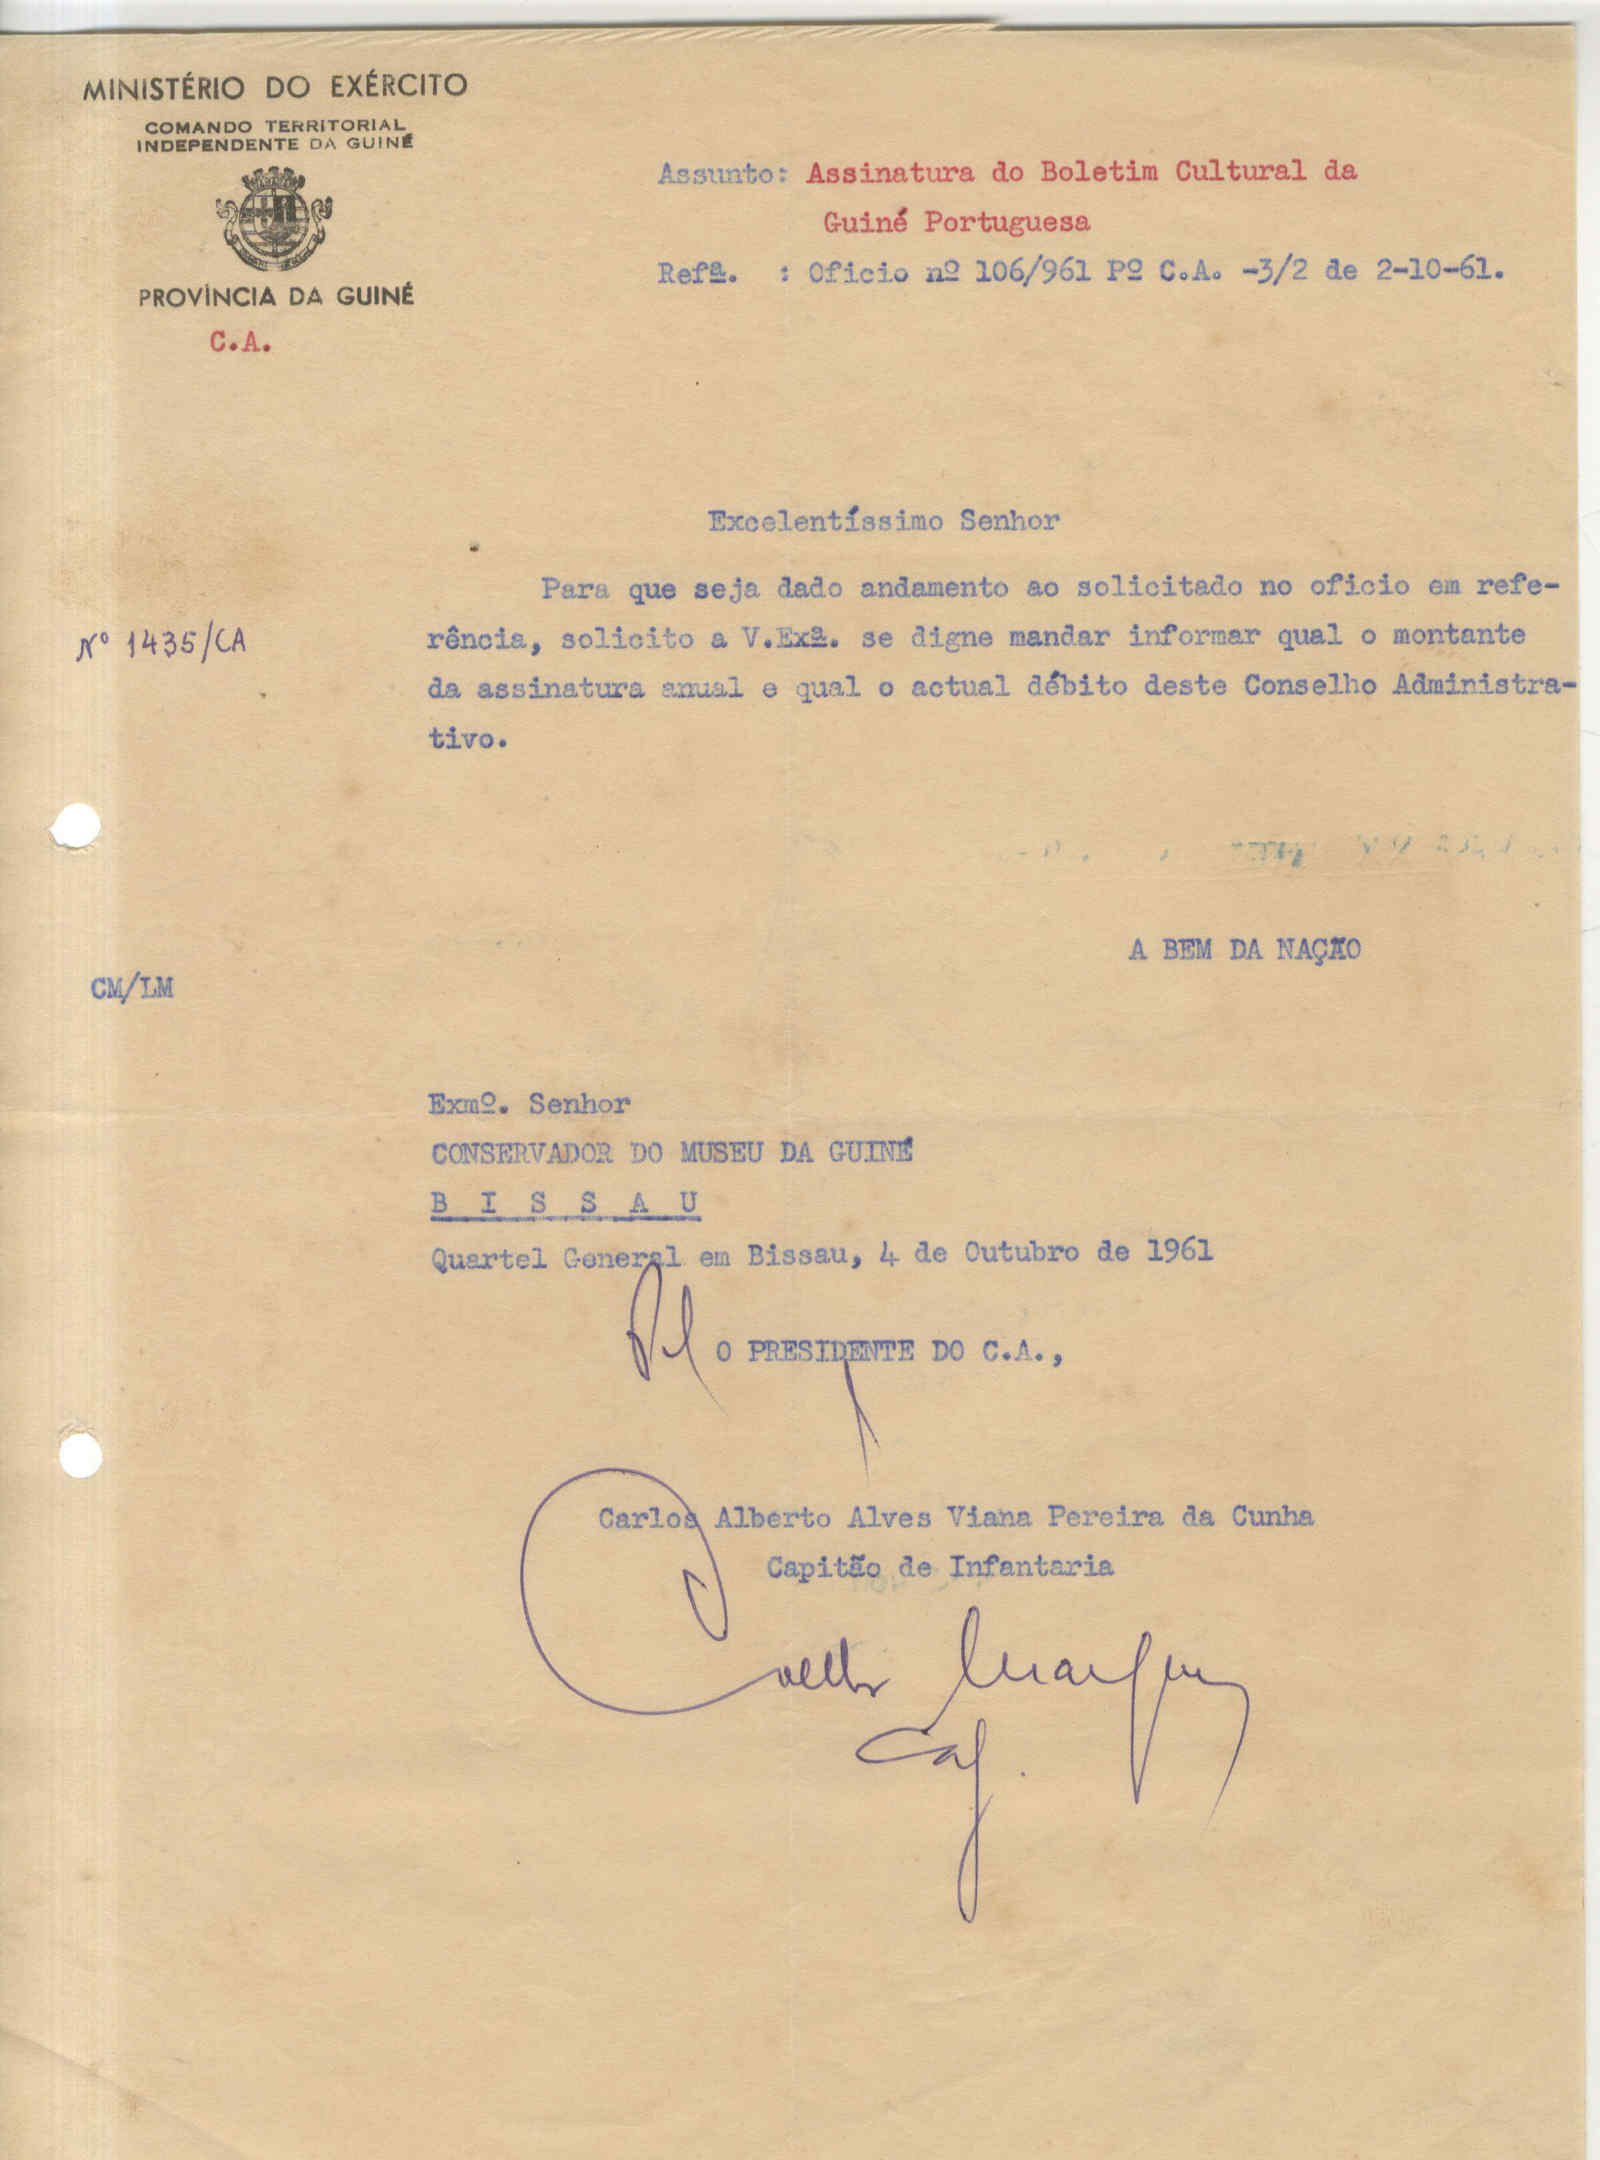 MINISTÉRIO DO EXÉRCITO
COMANDO TERRITORIAL
INDEPENDENTE DA GUINÉ
PROVÍNCIA DA GUINÉ
C.A.
Assunto: Assinatura do Boletim Cultural da
Guiné Portuguesa
Refª. : Oficio nº 106/961 Pº C.A. -3/2 de 2-10-61.
Excelentíssimo Senhor
Para que seja dado andamento ao solicitado no oficio em refe-
Nº 1435/CA
rência, solicito a V.Exª. se digne mandar informar qual o montante
da assinatura anual e qual o actual débito deste Conselho Administra-
tivo.
A BEM DA NAÇÃO
CM/LM
Exmº. Senhor
CONSERVADOR DO MUSEU DA GUINÉ
B I S S A U
Quartel General em Bissau, 4 de Outubro de 1961
Pel O PRESIDENTE DO C.A.,
Carlos Alberto Alves Viana Pereira da Cunha
Capitão de Infantaria
Cap.